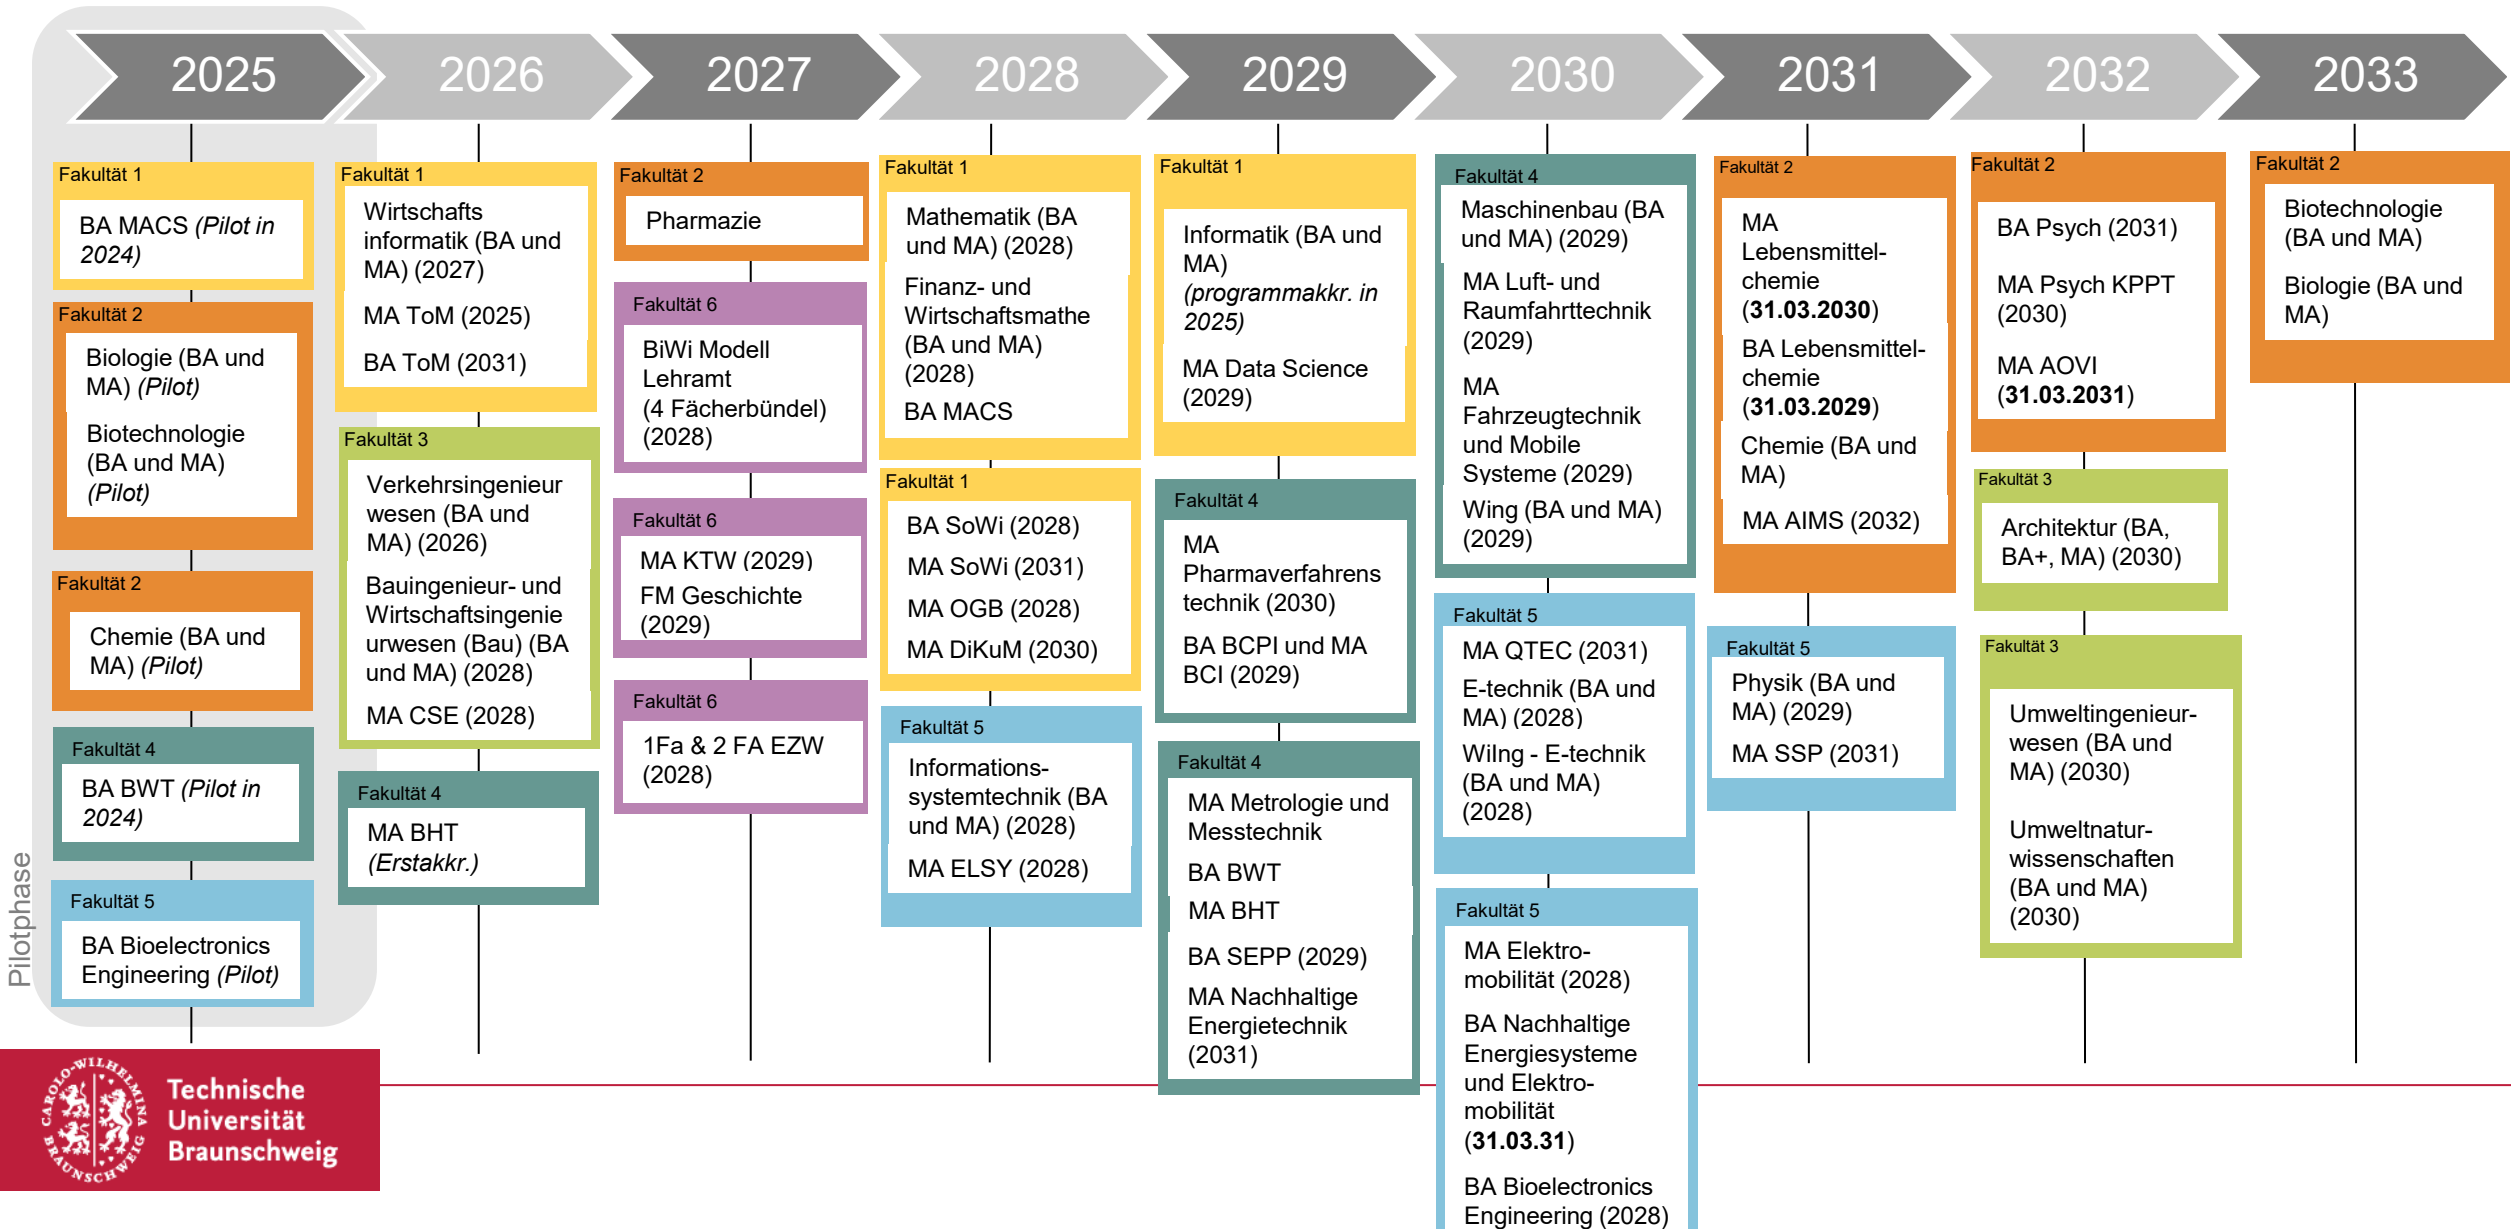 2025
2026
2027
2028
2029
2030
2031
2032
2033
Pilotphase
Fakultät 1
BA MACS (Pilot in
2024)
Fakultät 2
Biologie (BA und
MA) (Pilot)
Biotechnologie
(BA und MA)
(Pilot)
Fakultät 2
Chemie (BA und
MA) (Pilot)
Fakultät 4
BA BWT (Pilot in
2024)
Fakultät 5
BA Bioelectronics
Engineering (Pilot)
Fakultät 1
Wirtschafts
informatik (BA und
MA) (2027)
MA ToM (2025)
BA ToM (2031)
Fakultät 3
Verkehrsingenieur
wesen (BA und
MA) (2026)
Bauingenieur- und
Wirtschaftsingenie
urwesen (Bau) (BA
und MA) (2028)
MA CSE (2028)
Fakultät 4
MA BHT
(Erstakkr.)
Fakultät 2
Pharmazie
Fakultät 6
BiWi Modell
Lehramt
(4 Fächerbündel)
(2028)
Fakultät 6
MA KTW (2029)
FM Geschichte
(2029)
Fakultät 6
1Fa & 2 FA EZW
(2028)
Fakultät 1
Mathematik (BA
und MA) (2028)
Finanz- und
Wirtschaftsmathe
(BA und MA)
(2028)
BA MACS
Fakultät 1
BA SoWi (2028)
MA SoWi (2031)
MA OGB (2028)
MA DiKuM (2030)
Fakultät 5
Informations-
systemtechnik (BA
und MA) (2028)
MA ELSY (2028)
Fakultät 1
Informatik (BA und
MA)
(programmakkr. in
2025)
MA Data Science
(2029)
Fakultät 4
MA
Pharmaverfahrens
technik (2030)
BA BCPI und MA
BCI (2029)
Fakultät 4
MA Metrologie und
Messtechnik
BA BWT
MA BHT
BA SEPP (2029)
MA Nachhaltige
Energietechnik
(2031)
Fakultät 4
Maschinenbau (BA
und MA) (2029)
MA Luft- und
Raumfahrttechnik
(2029)
MA
Fahrzeugtechnik
und Mobile
Systeme (2029)
Wing (BA und MA)
(2029)
Fakultät 5
MA QTEC (2031)
E-technik (BA und
MA) (2028)
WiIng - E-technik
(BA und MA)
(2028)
Fakultät 5
MA Elektro-
mobilität (2028)
BA Nachhaltige
Energiesysteme
und Elektro-
mobilität
(31.03.31)
BA Bioelectronics
Engineering (2028)
Fakultät 2
MA
Lebensmittel-
chemie
(31.03.2030)
BA Lebensmittel-
chemie
(31.03.2029)
Chemie (BA und
MA)
MA AIMS (2032)
Fakultät 5
Physik (BA und
MA) (2029)
MA SSP (2031)
Fakultät 2
BA Psych (2031)
MA Psych KPPT
(2030)
MA AOVI
(31.03.2031)
Fakultät 3
Architektur (BA,
BA+, MA) (2030)
Fakultät 3
Umweltingenieur-
wesen (BA und
MA) (2030)
Umweltnatur-
wissenschaften
(BA und MA)
(2030)
Fakultät 2
Biotechnologie
(BA und MA)
Biologie (BA und
MA)
CAROLO-WILHELMINA
BRAUNSCHWEIG
Technische
Universität
Braunschweig